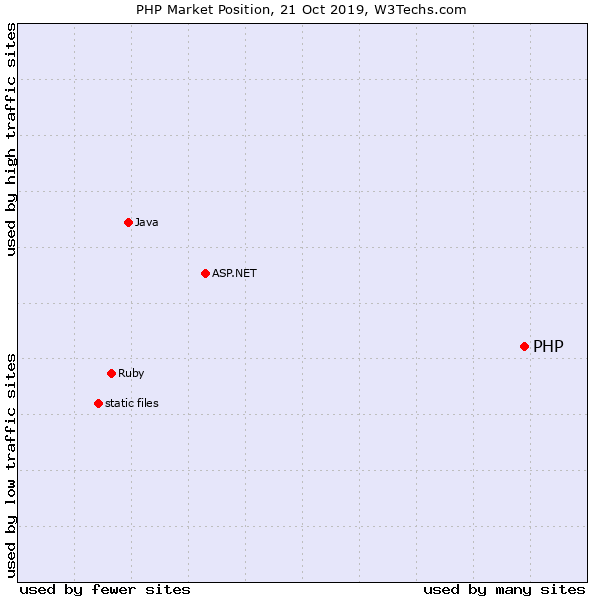 PHP Market Position, 21 Oct 2019, W3Techs.com
used by high traffic sites
Java
ASP.NET
PHP
Ruby
static files
used by low traffic sites
used by fewer sites
used by many sites